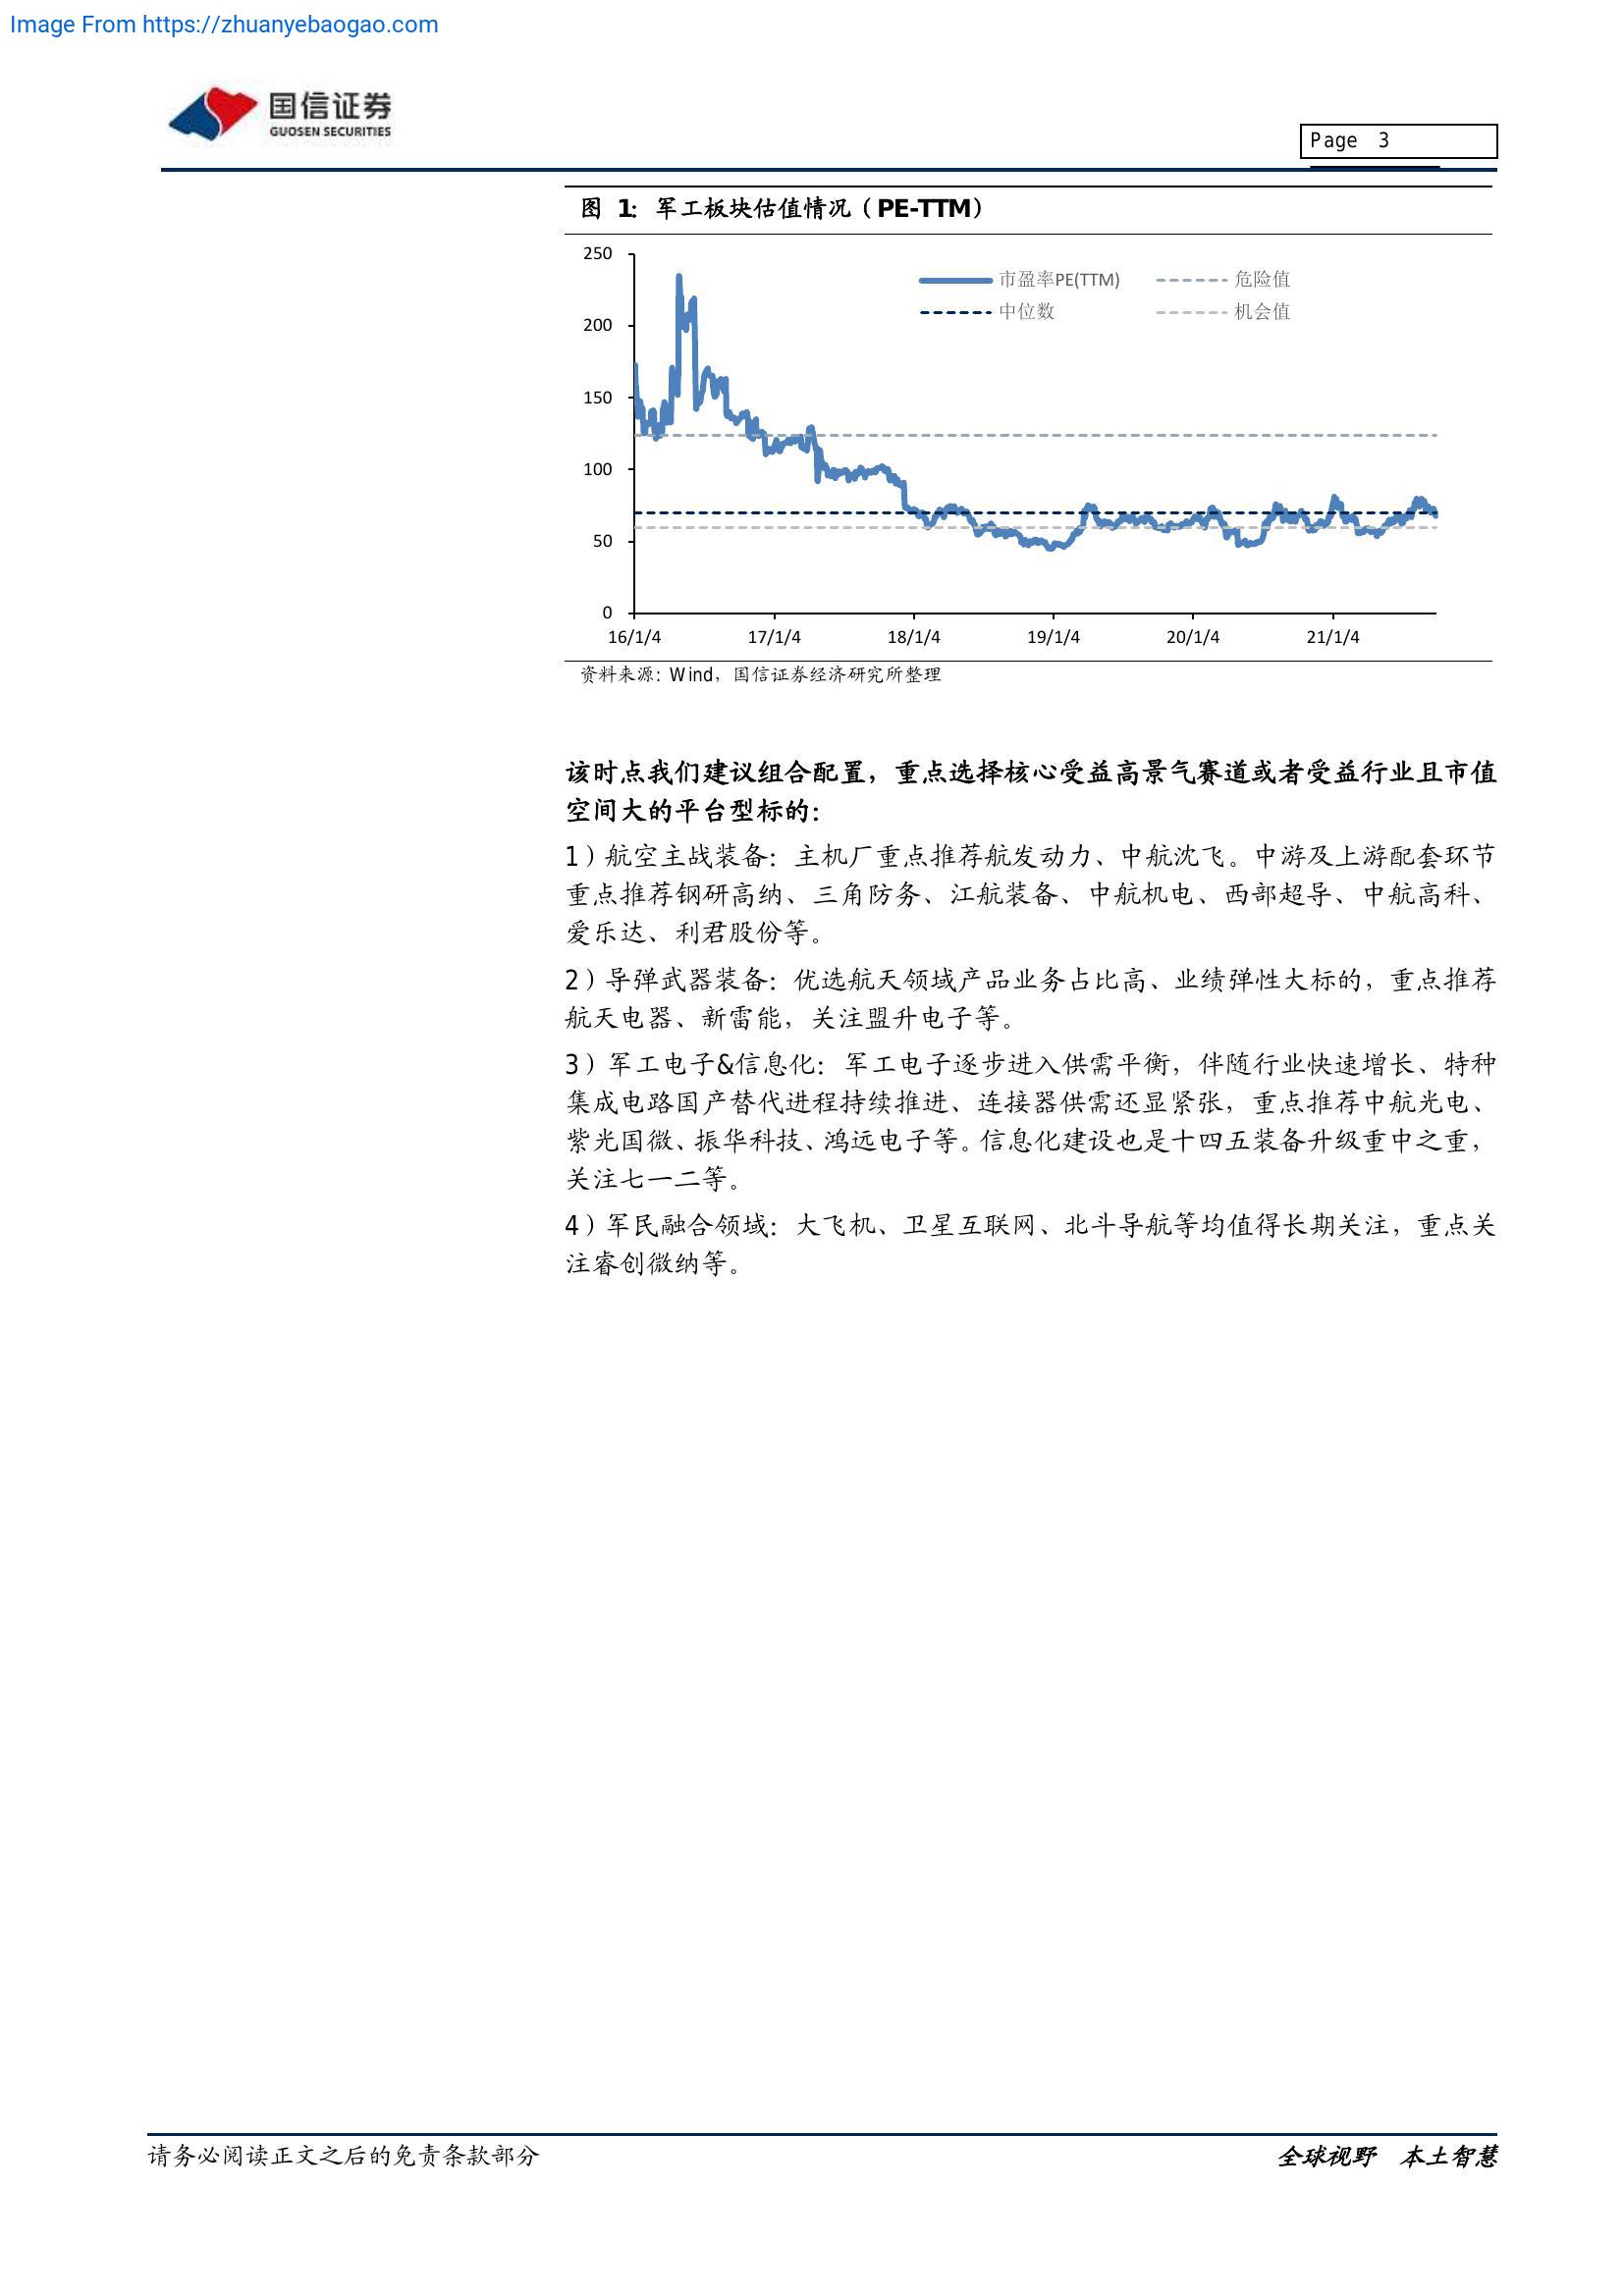 Image From https://zhuanyebaogao.com
国信证券
GUOSEN SECURITIES
Page 3
图 1: 军工板块估值情况（PE-TTM）
250
200
150
100
50
0
市盈率PE(TTM)
危险值
中位数
机会值
16/1/4 17/1/4 18/1/4 19/1/4 20/1/4 21/1/4
资料来源：Wind，国信证券经济研究所整理
该时点我们建议组合配置，重点选择核心受益高景气赛道或者受益行业且市值
空间大的平台型标的：
1）航空主战装备：主机厂重点推荐航发动力、中航沈飞。中游及上游配套环节
重点推荐钢研高纳、三角防务、江航装备、中航机电、西部超导、中航高科、
爱乐达、利君股份等。
2）导弹武器装备：优选航天领域产品业务占比高、业绩弹性大标的，重点推荐
航天电器、新雷能，关注盟升电子等。
3）军工电子&信息化：军工电子逐步进入供需平衡，伴随行业快速增长、特种
集成电路国产替代进程持续推进、连接器供需还显紧张，重点推荐中航光电、
紫光国微、振华科技、鸿远电子等。信息化建设也是十四五装备升级重中之重，
关注七一二等。
4）军民融合领域：大飞机、卫星互联网、北斗导航等均值得长期关注，重点关
注睿创微纳等。
请务必阅读正文之后的免责条款部分
全球视野 本土智慧